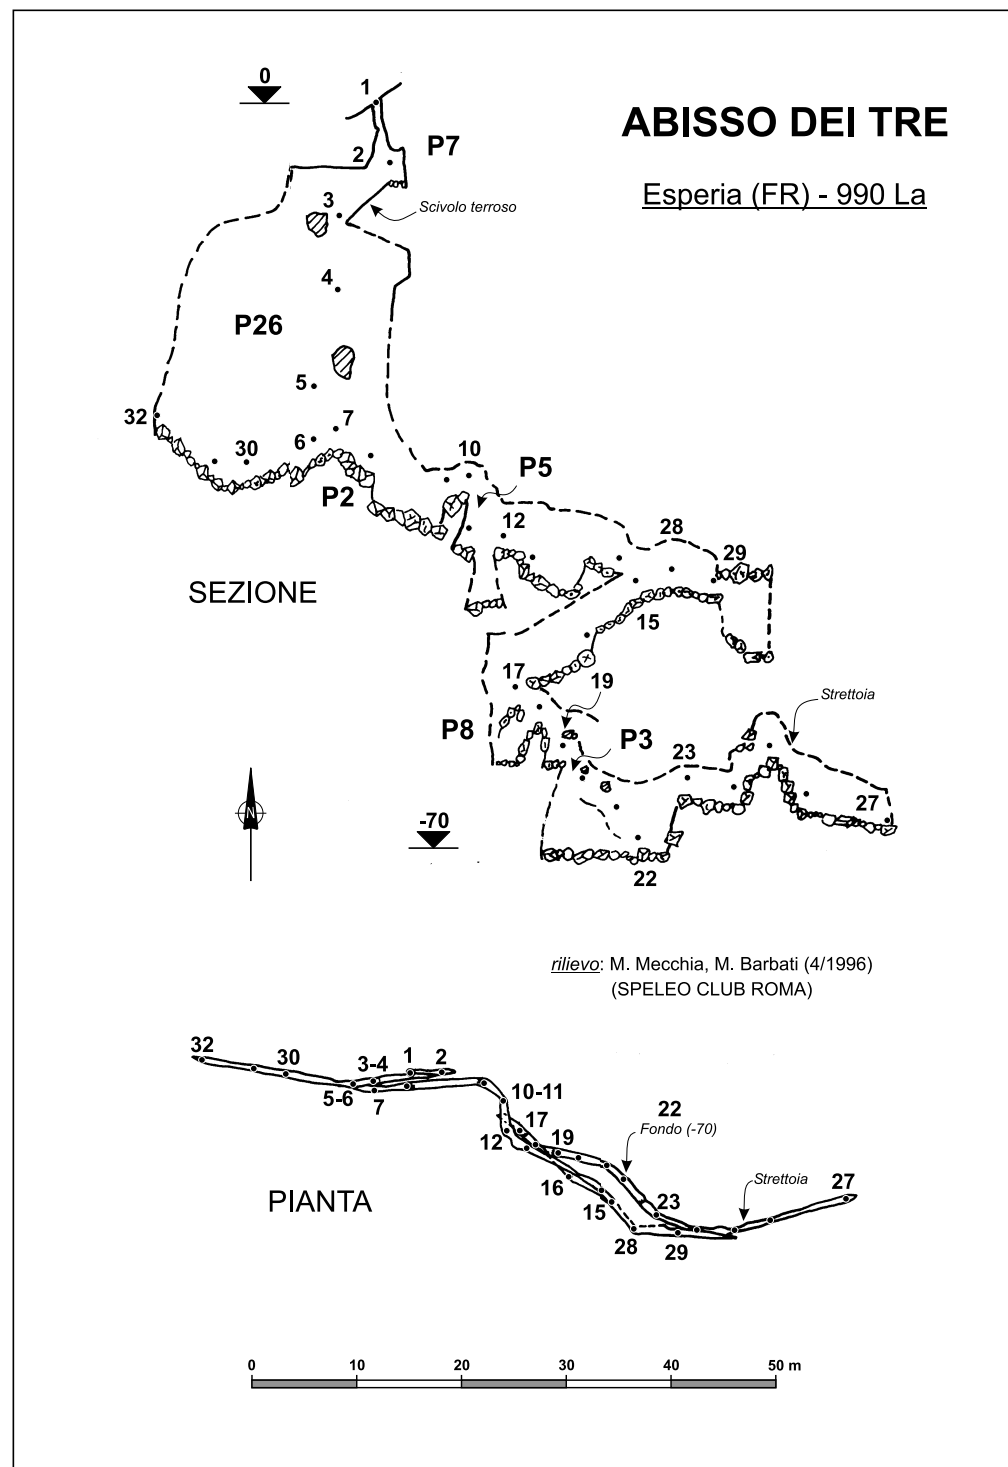 0
1
ABISSO DEI TRE
P7
2
Esperia (FR) - 990 La
3
Scivolo terroso
4
P26
5
7
32
6
30
10
P5
P2
12
28
29
SEZIONE
15
17
19
Strettoia
P8
P3
23
N
27
-70
22
rilievo: M. Mecchia, M. Barbati (4/1996)
(SPELEO CLUB ROMA)
32
30
3-4
1
2
5-6
7
10-11
22
Fondo (-70)
17
12
19
Strettoia
27
16
PIANTA
15
23
28
29
0 10 20 30 40 50 m